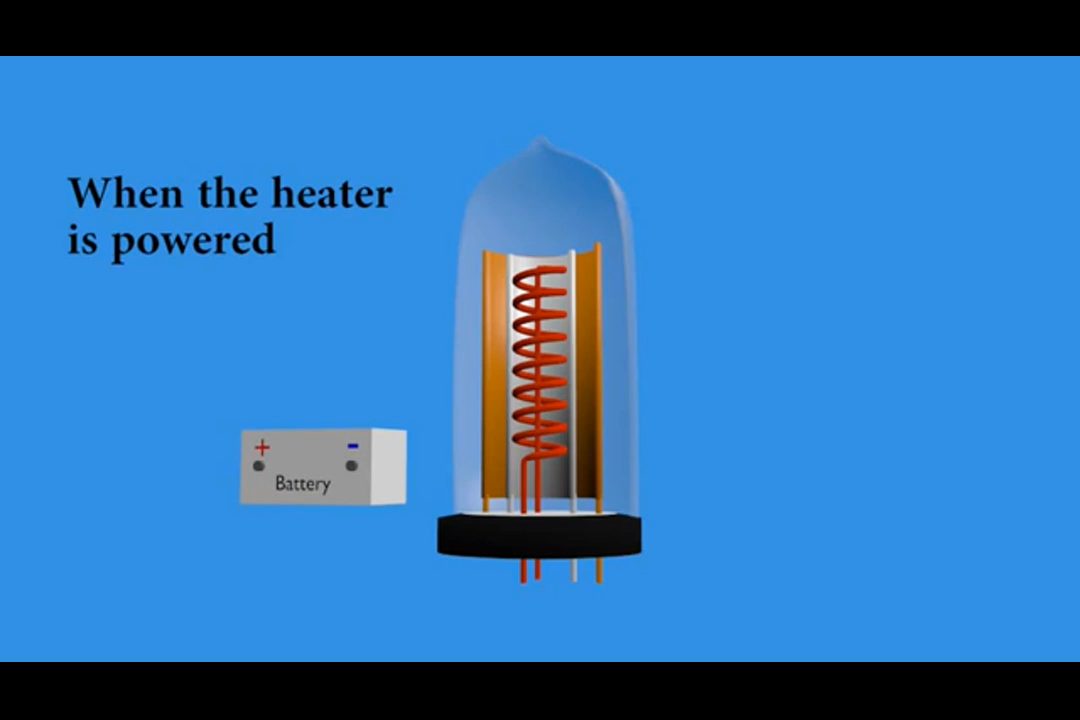 When the heater
is powered
+ -
Battery